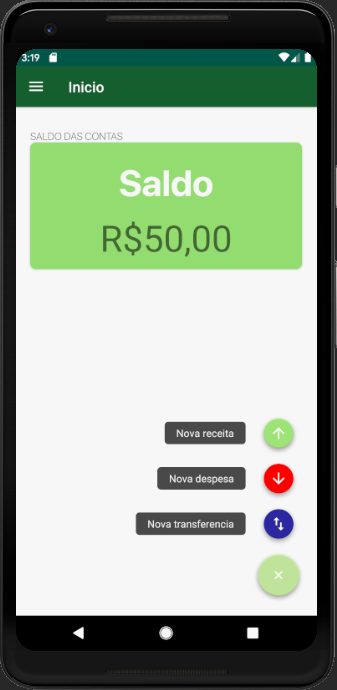 3:19
Inicio
SALDO DAS CONTAS
Saldo
R$50,00
Nova receita
Nova despesa
Nova transferencia